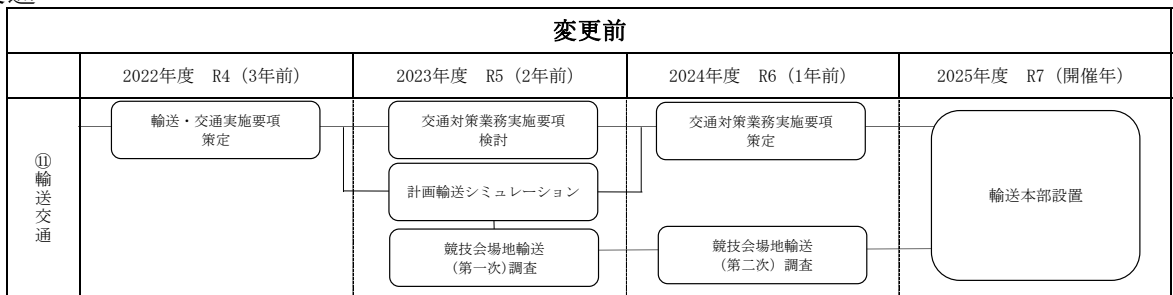 変更前
2022年度 R4（3年前）
2023年度 R5（2年前）
2024年度 R6（1年前）
2025年度 R7（開催年）
⑪輸送交通
輸送・交通実施要項
策定
交通対策業務実施要項
検討
交通対策業務実施要項
策定
計画輸送シミュレーション
輸送本部設置
競技会場地輸送
（第一次）調査
競技会場地輸送
（第二次）調査